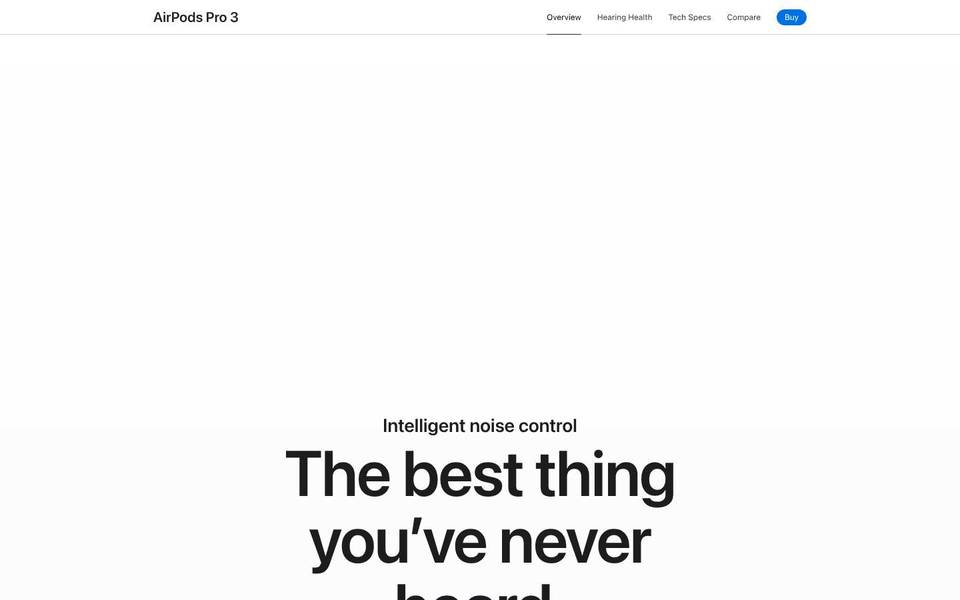 AirPods Pro 3
Overview Hearing Health Tech Specs Compare Buy
Intelligent noise control
The best thing
you’ve never
heard.